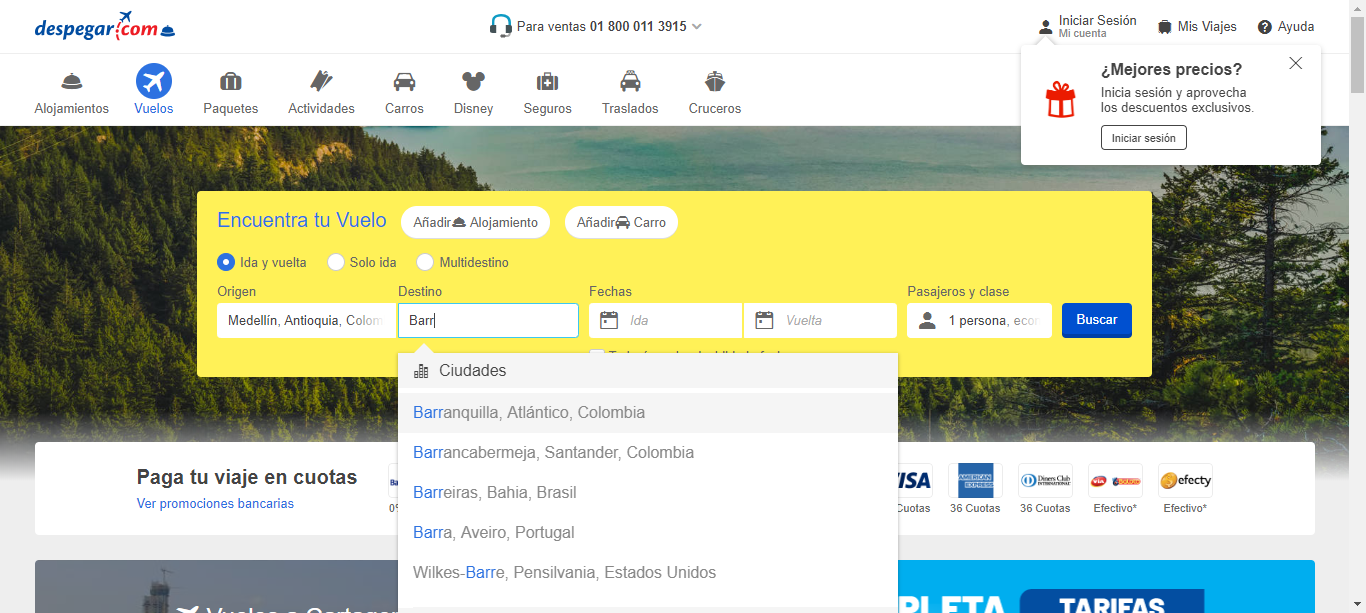 despegar.com
Para ventas 01 800 011 3915
Iniciar Sesión
Mi cuenta
Mis Viajes
Ayuda
¿Mejores precios?
Inicia sesión y aprovecha
los descuentos exclusivos.
Iniciar sesión
Alojamientos
Vuelos
Paquetes
Actividades
Carros
Disney
Seguros
Traslados
Cruceros
Encuentra tu Vuelo
Añadir Alojamiento
Añadir Carro
Ida y vuelta
Solo ida
Multidestino
Origen
Destino
Fechas
Pasajeros y clase
Medellín, Antioquia, Colom
Barr
Ida
Vuelta
1 persona, eco
Buscar
Ciudades
Barranquilla, Atlántico, Colombia
Barrancabermeja, Santander, Colombia
Barreiras, Bahia, Brasil
Barra, Aveiro, Portugal
Wilkes-Barre, Pensilvania, Estados Unidos
Paga tu viaje en cuotas
Ver promociones bancarias
VISA
AMERICAN EXPRESS
Diners Club
INTERNATIONAL
via baloto
efecty
Cuotas
36 Cuotas
36 Cuotas
Efectivo*
Efectivo*
Vuelos a Cartagen
PLETA
TARIFAS